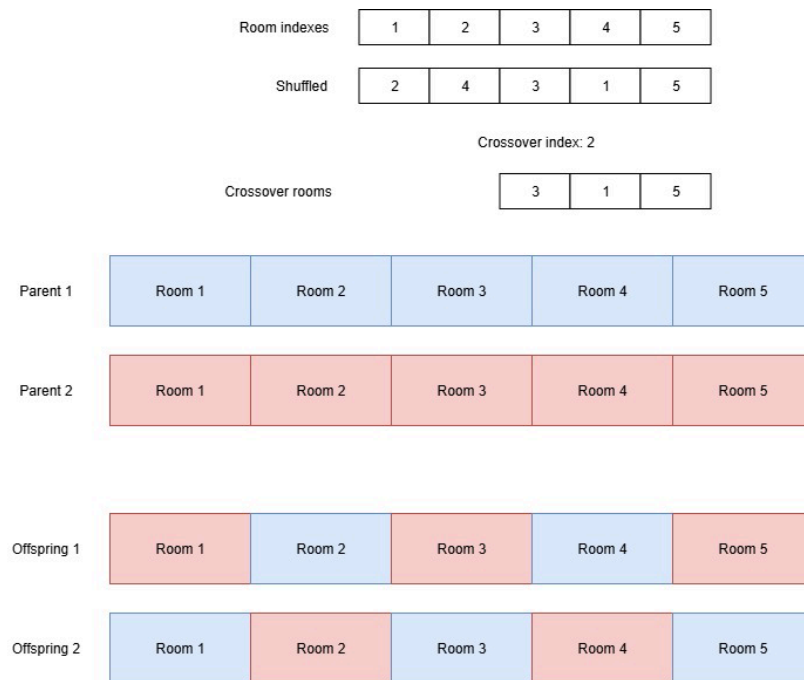 Room indexes 1 2 3 4 5
Shuffled 2 4 3 1 5
Crossover index: 2
Crossover rooms 3 1 5
Parent 1 Room 1 Room 2 Room 3 Room 4 Room 5
Parent 2 Room 1 Room 2 Room 3 Room 4 Room 5
Offspring 1 Room 1 Room 2 Room 3 Room 4 Room 5
Offspring 2 Room 1 Room 2 Room 3 Room 4 Room 5